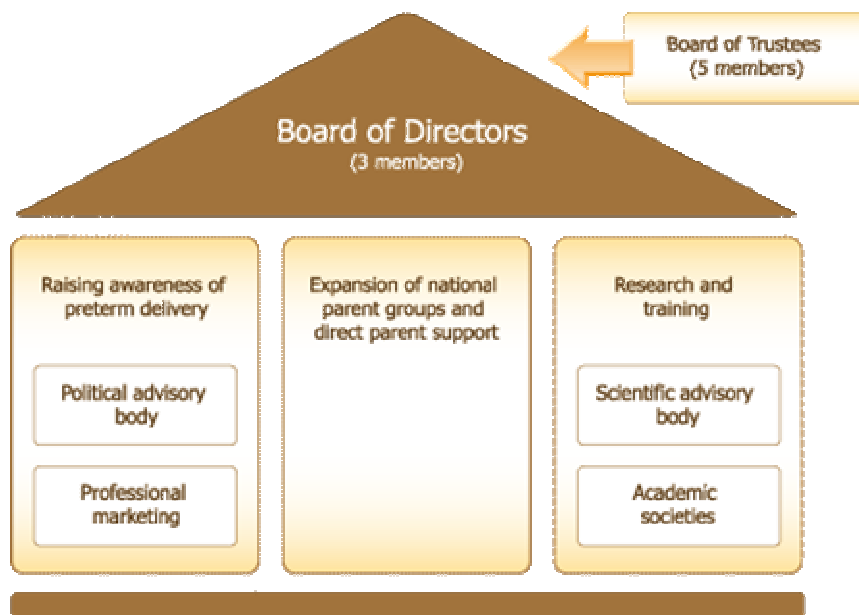 Board of Trustees
(5 members)
Board of Directors
(3 members)
Raising awareness of
preterm delivery
Political advisory
body
Professional
marketing
Expansion of national
parent groups and
direct parent support
Research and
training
Scientific advisory
body
Academic
societies